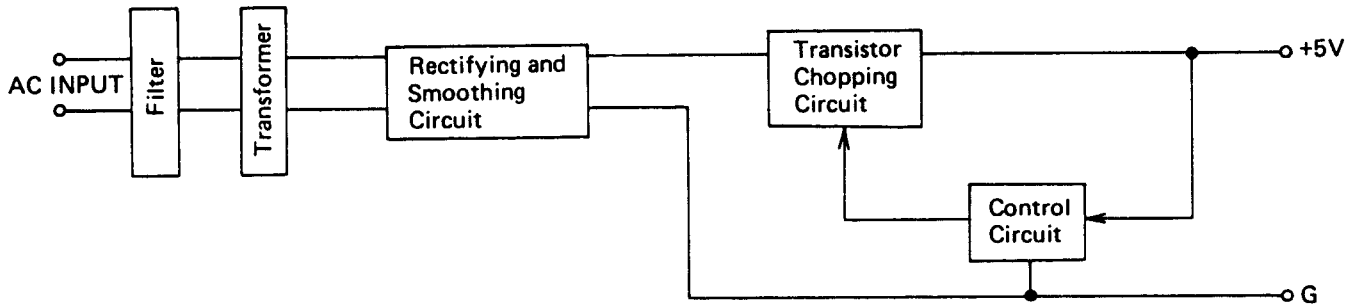 AC INPUT
Filter
Transformer
Rectifying and
Smoothing
Circuit
Transistor
Chopping
Circuit
+5V
Control
Circuit
G